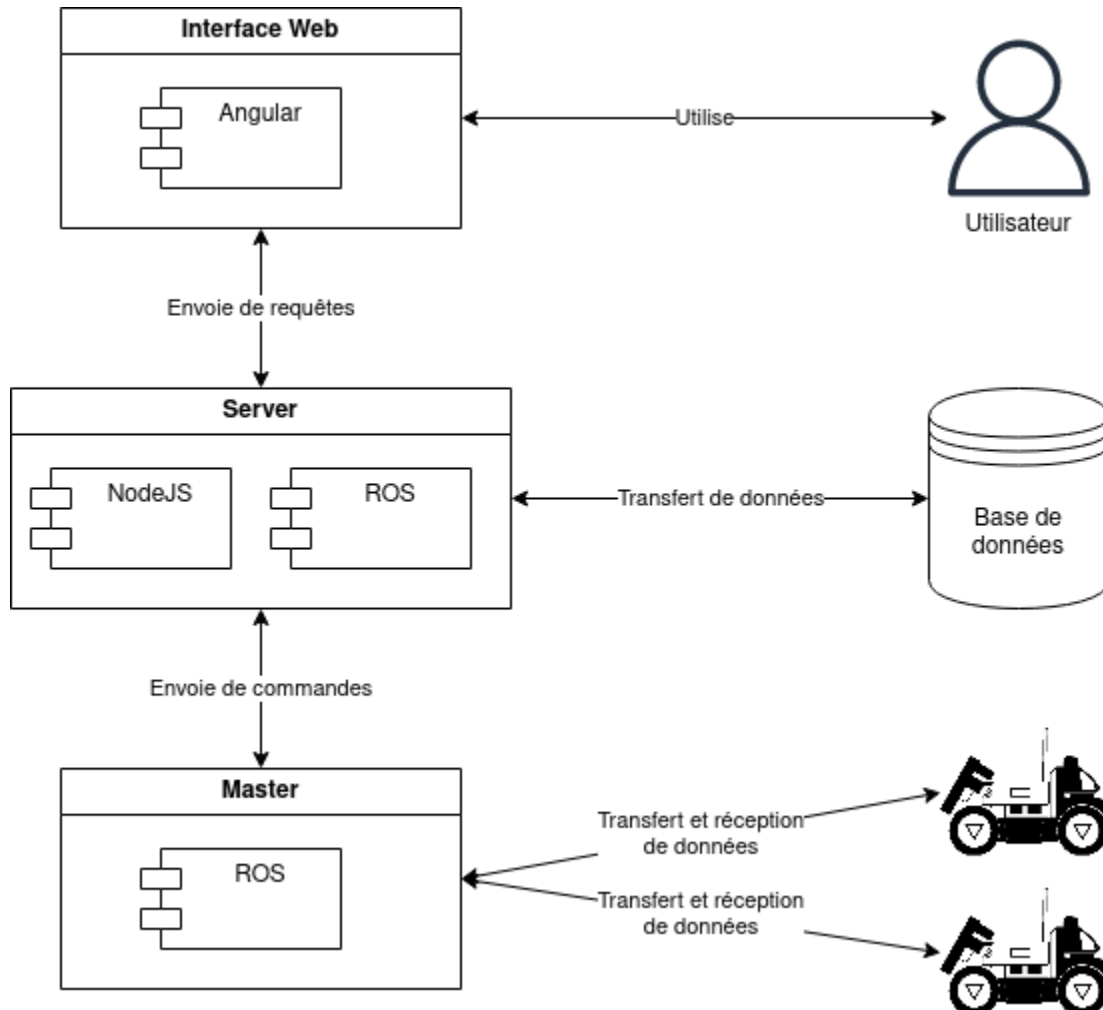 Interface Web
Angular
Utilise
Utilisateur
Envoie de requêtes
Server
NodeJS
ROS
Transfert de données
Base de
données
Envoie de commandes
Master
ROS
Transfert et réception
de données
Transfert et réception
de données